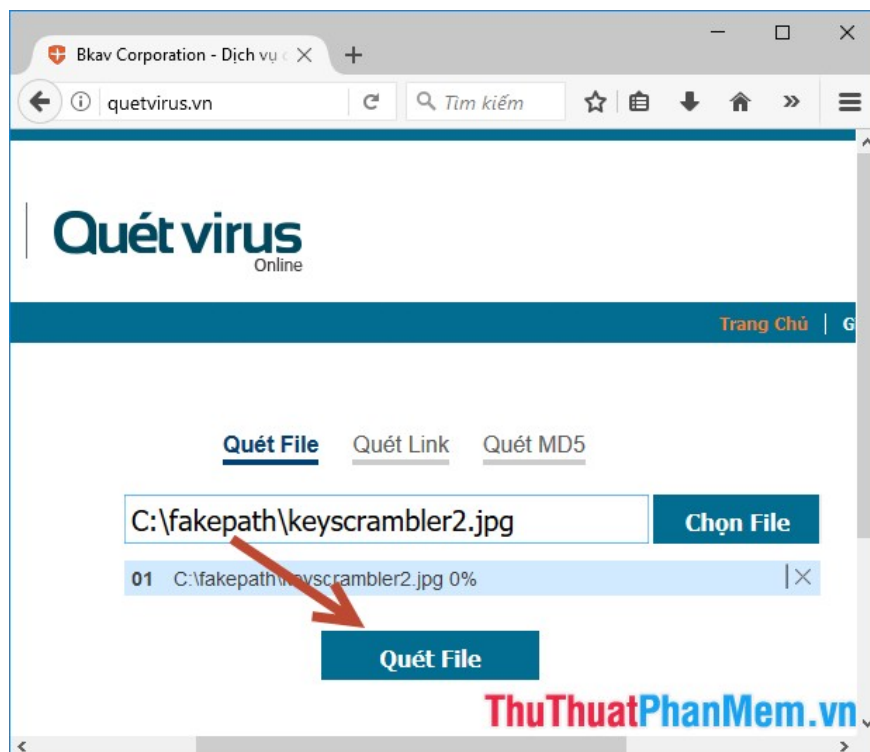 Bkav Corporation - Dịch vụ
quetvirus.vn
Tìm kiếm
Quét virus
Online
Trang Chủ
G
Quét File Quét Link Quét MD5
C:\fakepath\keyscrambler2.jpg Chọn File
01 C:\fakepath\keyscrambler2.jpg 0%
Quét File
ThuThuatPhanMem.vn